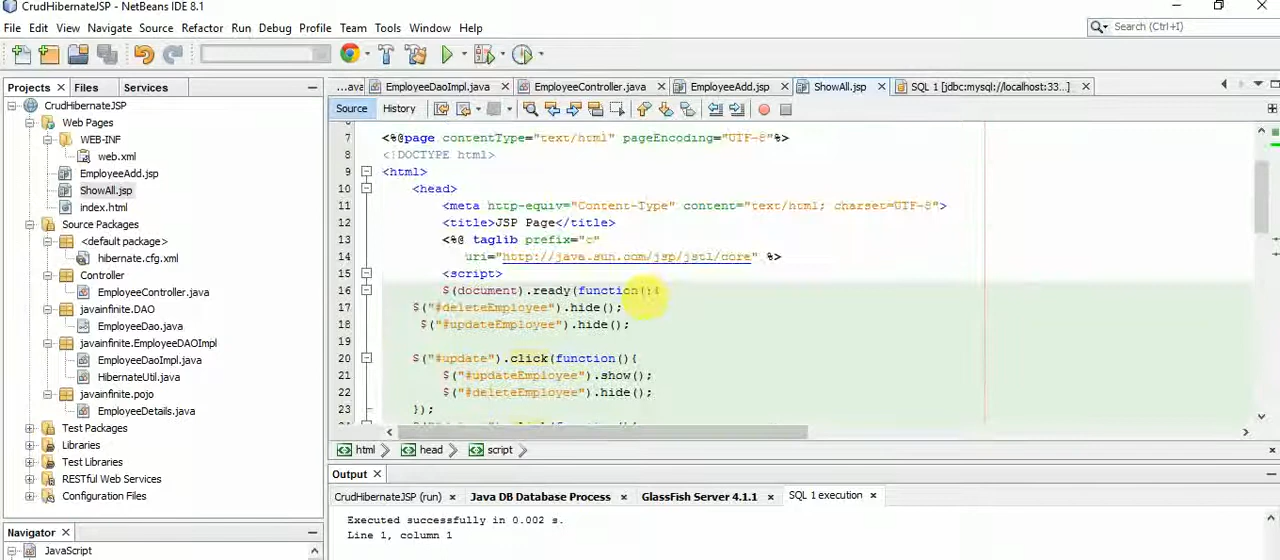 CrudHibernateJSP - NetBeans IDE 8.1
File Edit View Navigate Source Refactor Run Debug Profile Team Tools Window Help
Search (Ctrl+I)
Projects Files Services
...ava EmployeeDaoImpl.java EmployeeController.java EmployeeAdd.jsp ShowAll.jsp SQL 1 [jdbc:mysql://localhost:33...]
Source History
CrudHibernateJSP
Web Pages
WEB-INF
web.xml
EmployeeAdd.jsp
ShowAll.jsp
index.html
Source Packages
<default package>
hibernate.cfg.xml
Controller
EmployeeController.java
javainfinite.DAO
EmployeeDao.java
javainfinite.EmployeeDAOImpl
EmployeeDaoImpl.java
HibernateUtil.java
javainfinite.pojo
EmployeeDetails.java
Test Packages
Libraries
Test Libraries
RESTful Web Services
Configuration Files
Navigator
JavaScript
7 <%@page contentType="text/html" pageEncoding="UTF-8"%>
8 <!DOCTYPE html>
9 <html>
10 <head>
11 <meta http-equiv="Content-Type" content="text/html; charset=UTF-8">
12 <title>JSP Page</title>
13 <%@ taglib prefix="c"
14 uri="http://java.sun.com/jsp/jstl/core" %>
15 <script>
16 $(document).ready(function(){
17 $("#deleteEmployee").hide();
18 $("#updateEmployee").hide();
19
20 $("#update").click(function(){
21 $("#updateEmployee").show();
22 $("#deleteEmployee").hide();
23 });
html head script
Output
CrudHibernateJSP (run) Java DB Database Process GlassFish Server 4.1.1 SQL 1 execution
Executed successfully in 0.002 s.
Line 1, column 1